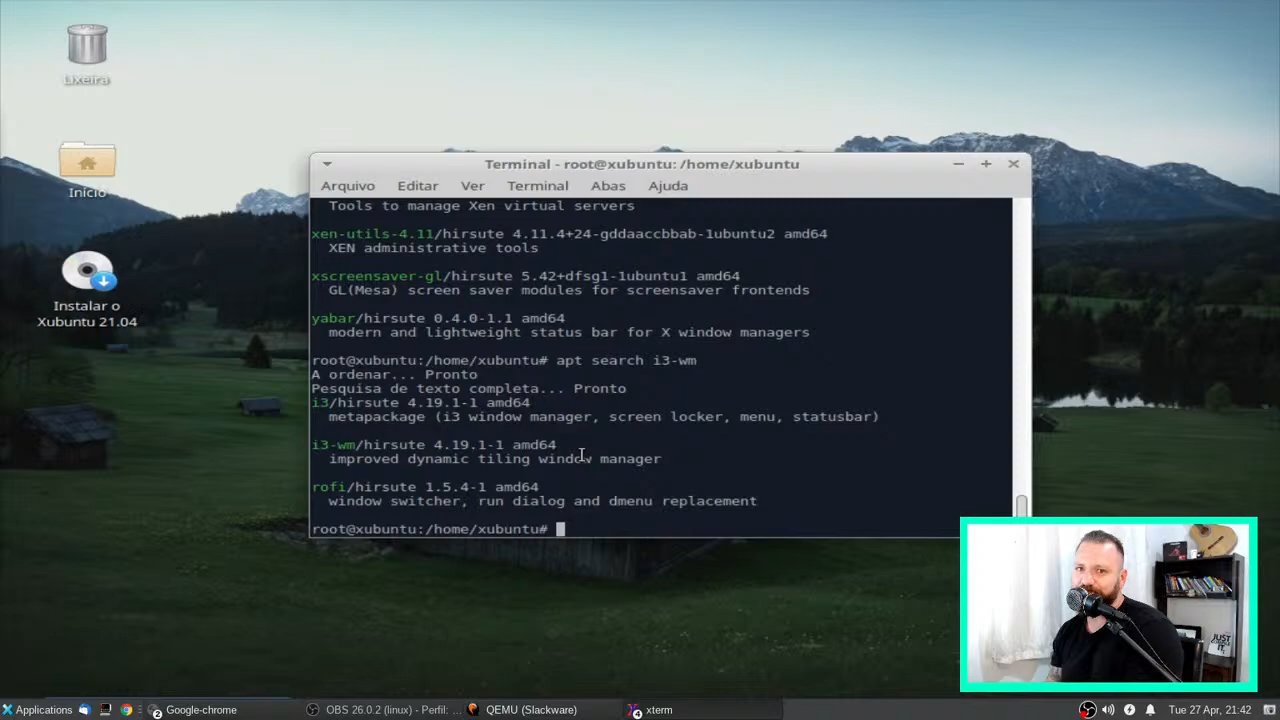 Lixeira
Início
Instalar o
Xubuntu 21.04
Terminal - root@xubuntu: /home/xubuntu
Arquivo Editar Ver Terminal Abas Ajuda
Tools to manage Xen virtual servers
xen-utils-4.11/hirsute 4.11.4+24-gddaaccbbab-1ubuntu2 amd64
XEN administrative tools
xscreensaver-gl/hirsute 5.42+dfsg1-1ubuntu1 amd64
GL(Mesa) screen saver modules for screensaver frontends
yabar/hirsute 0.4.0-1.1 amd64
modern and lightweight status bar for X window managers
root@xubuntu:/home/xubuntu# apt search i3-wm
A ordenar... Pronto
Pesquisa de texto completa... Pronto
i3/hirsute 4.19.1-1 amd64
metapackage (i3 window manager, screen locker, menu, statusbar)
i3-wm/hirsute 4.19.1-1 amd64
improved dynamic tiling window manager
rofi/hirsute 1.5.4-1 amd64
window switcher, run dialog and dmenu replacement
root@xubuntu:/home/xubuntu#
JUST
Applications 2 Google-chrome OBS 26.0.2 (linux) - Perfil: ... QEMU (Slackware) 4 xterm Tue 27 Apr, 21:42